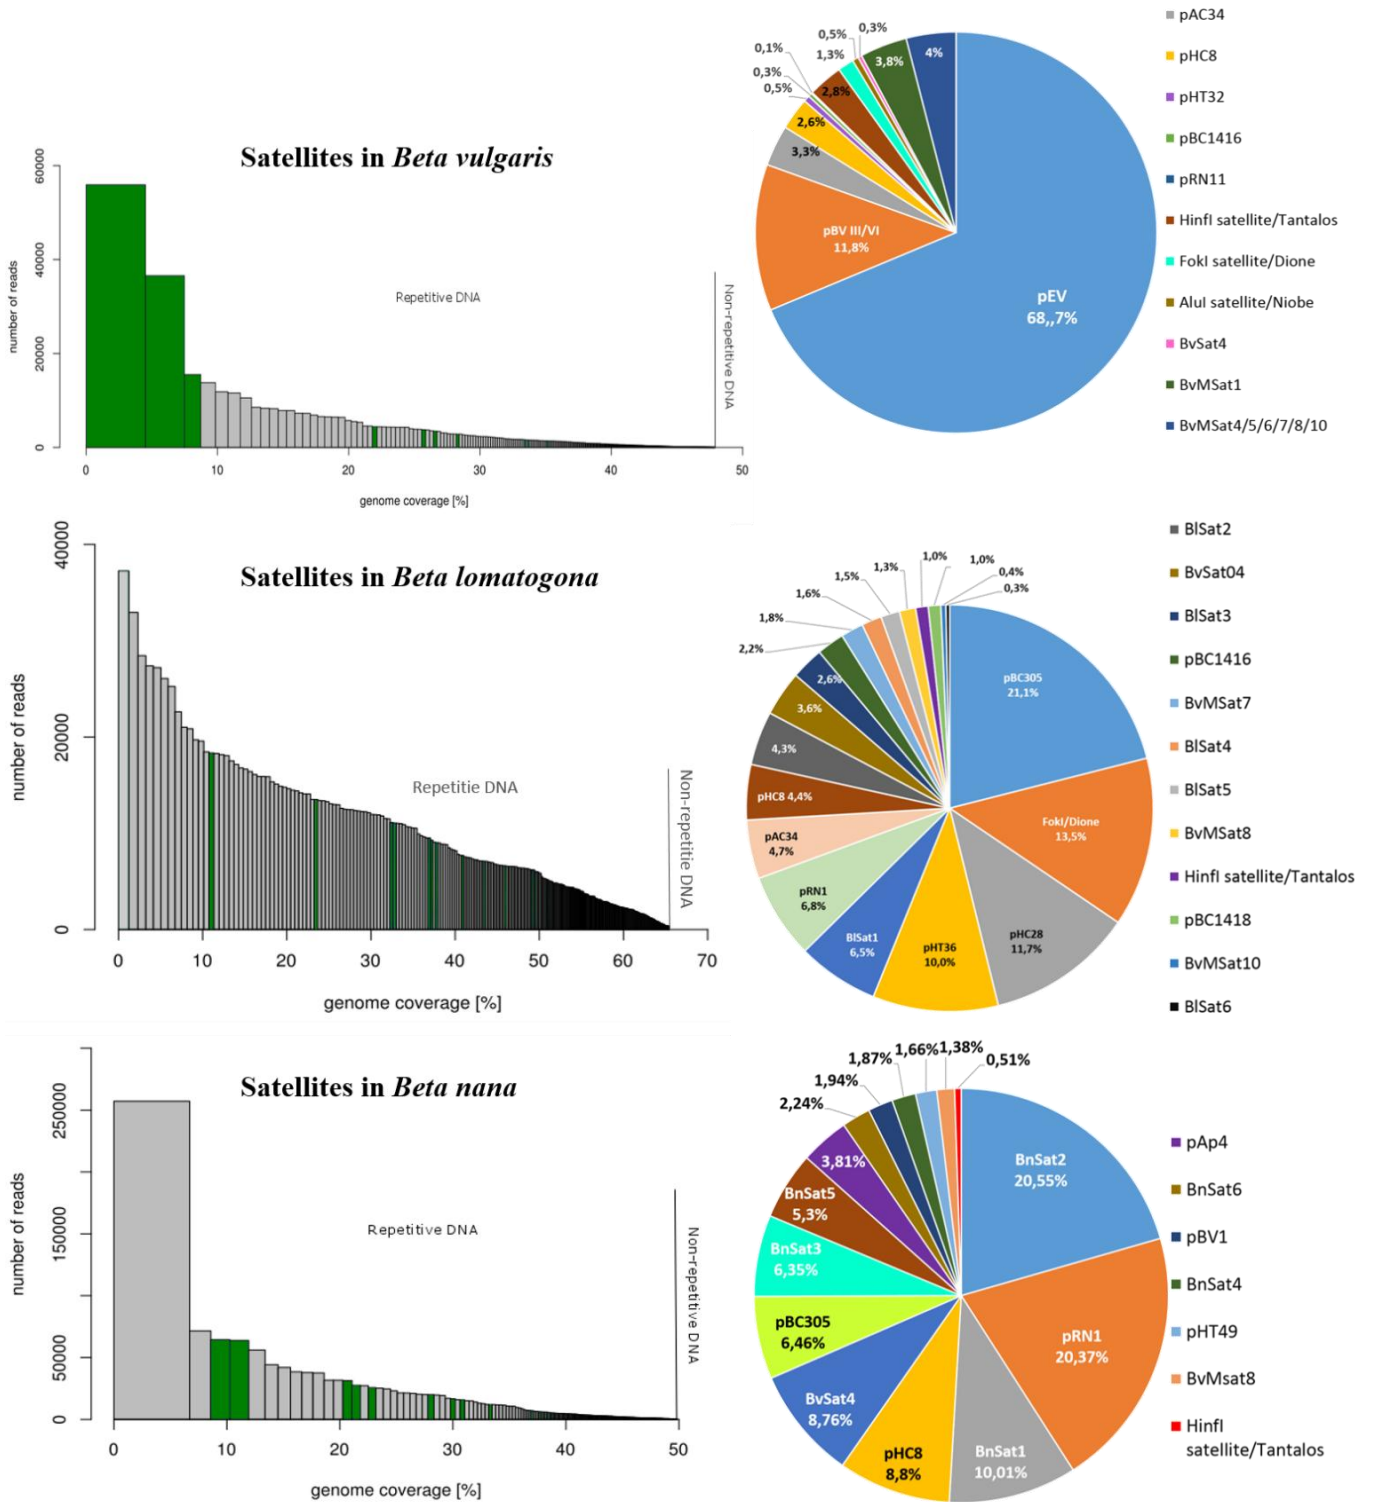 Satellites in Beta vulgaris
number of reads
60000
40000
20000
0
Repetitive DNA
Non-repetitive DNA
0 10 20 30 40 50
genome coverage [%]
0,1%
0,3%
0,5%
0,5%
0,3%
1,3%
2,8%
3,8%
4%
2,6%
3,3%
pBV III/VI
11,8%
pEV
68,,7%
pAC34
pHC8
pHT32
pBC1416
pRN11
HinfI satellite/Tantalos
FokI satellite/Dione
AluI satellite/Niobe
BvSat4
BvMSat1
BvMSat4/5/6/7/8/10
Satellites in Beta lomatogona
number of reads
40000
20000
0
Repetitie DNA
Non-repetitie DNA
0 10 20 30 40 50 60 70
genome coverage [%]
2,2%
1,8%
1,6%
1,5%
1,3%
1,0%
1,0%
0,4%
0,3%
2,6%
3,6%
4,3%
pHC8 4,4%
pAC34
4,7%
pRN1
6,8%
BlSat1
6,5%
pHT36
10,0%
pHC28
11,7%
FokI/Dione
13,5%
pBC305
21,1%
BlSat2
BvSat04
BlSat3
pBC1416
BvMSat7
BlSat4
BlSat5
BvMSat8
HinfI satellite/Tantalos
pBC1418
BvMSat10
BlSat6
Satellites in Beta nana
number of reads
250000
150000
50000
0
Repetitive DNA
Non-repetitive DNA
0 10 20 30 40 50
genome coverage [%]
2,24%
1,94%
1,87%
1,66%
1,38%
0,51%
3,81%
BnSat5
5,3%
BnSat3
6,35%
pBC305
6,46%
BvSat4
8,76%
pHC8
8,8%
BnSat1
10,01%
pRN1
20,37%
BnSat2
20,55%
pAp4
BnSat6
pBV1
BnSat4
pHT49
BvMsat8
HinfI
satellite/Tantalos